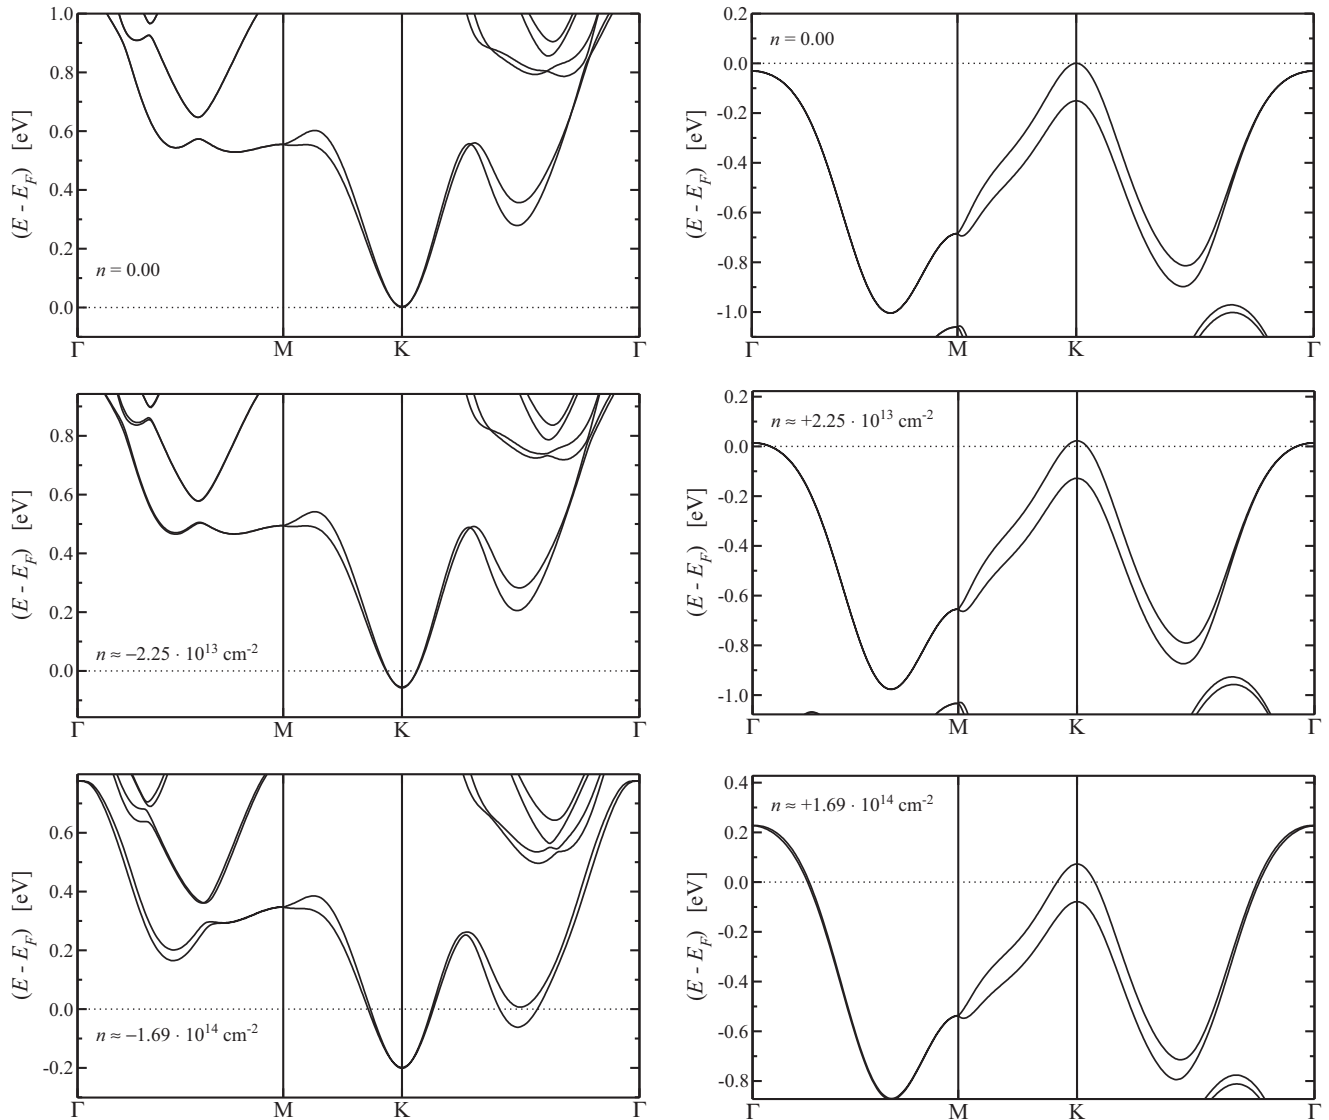 1.0
0.8
0.6
0.4
0.2
0.0
(E - E_F) [eV]
n = 0.00
Γ M K Γ
0.2
0.0
-0.2
-0.4
-0.6
-0.8
-1.0
(E - E_F) [eV]
n = 0.00
Γ M K Γ
0.8
0.6
0.4
0.2
0.0
(E - E_F) [eV]
n ≈ −2.25 · 10^13 cm^-2
Γ M K Γ
0.2
0.0
-0.2
-0.4
-0.6
-0.8
-1.0
(E - E_F) [eV]
n ≈ +2.25 · 10^13 cm^-2
Γ M K Γ
0.6
0.4
0.2
0.0
-0.2
(E - E_F) [eV]
n ≈ −1.69 · 10^14 cm^-2
Γ M K Γ
0.4
0.2
0.0
-0.2
-0.4
-0.6
-0.8
(E - E_F) [eV]
n ≈ +1.69 · 10^14 cm^-2
Γ M K Γ